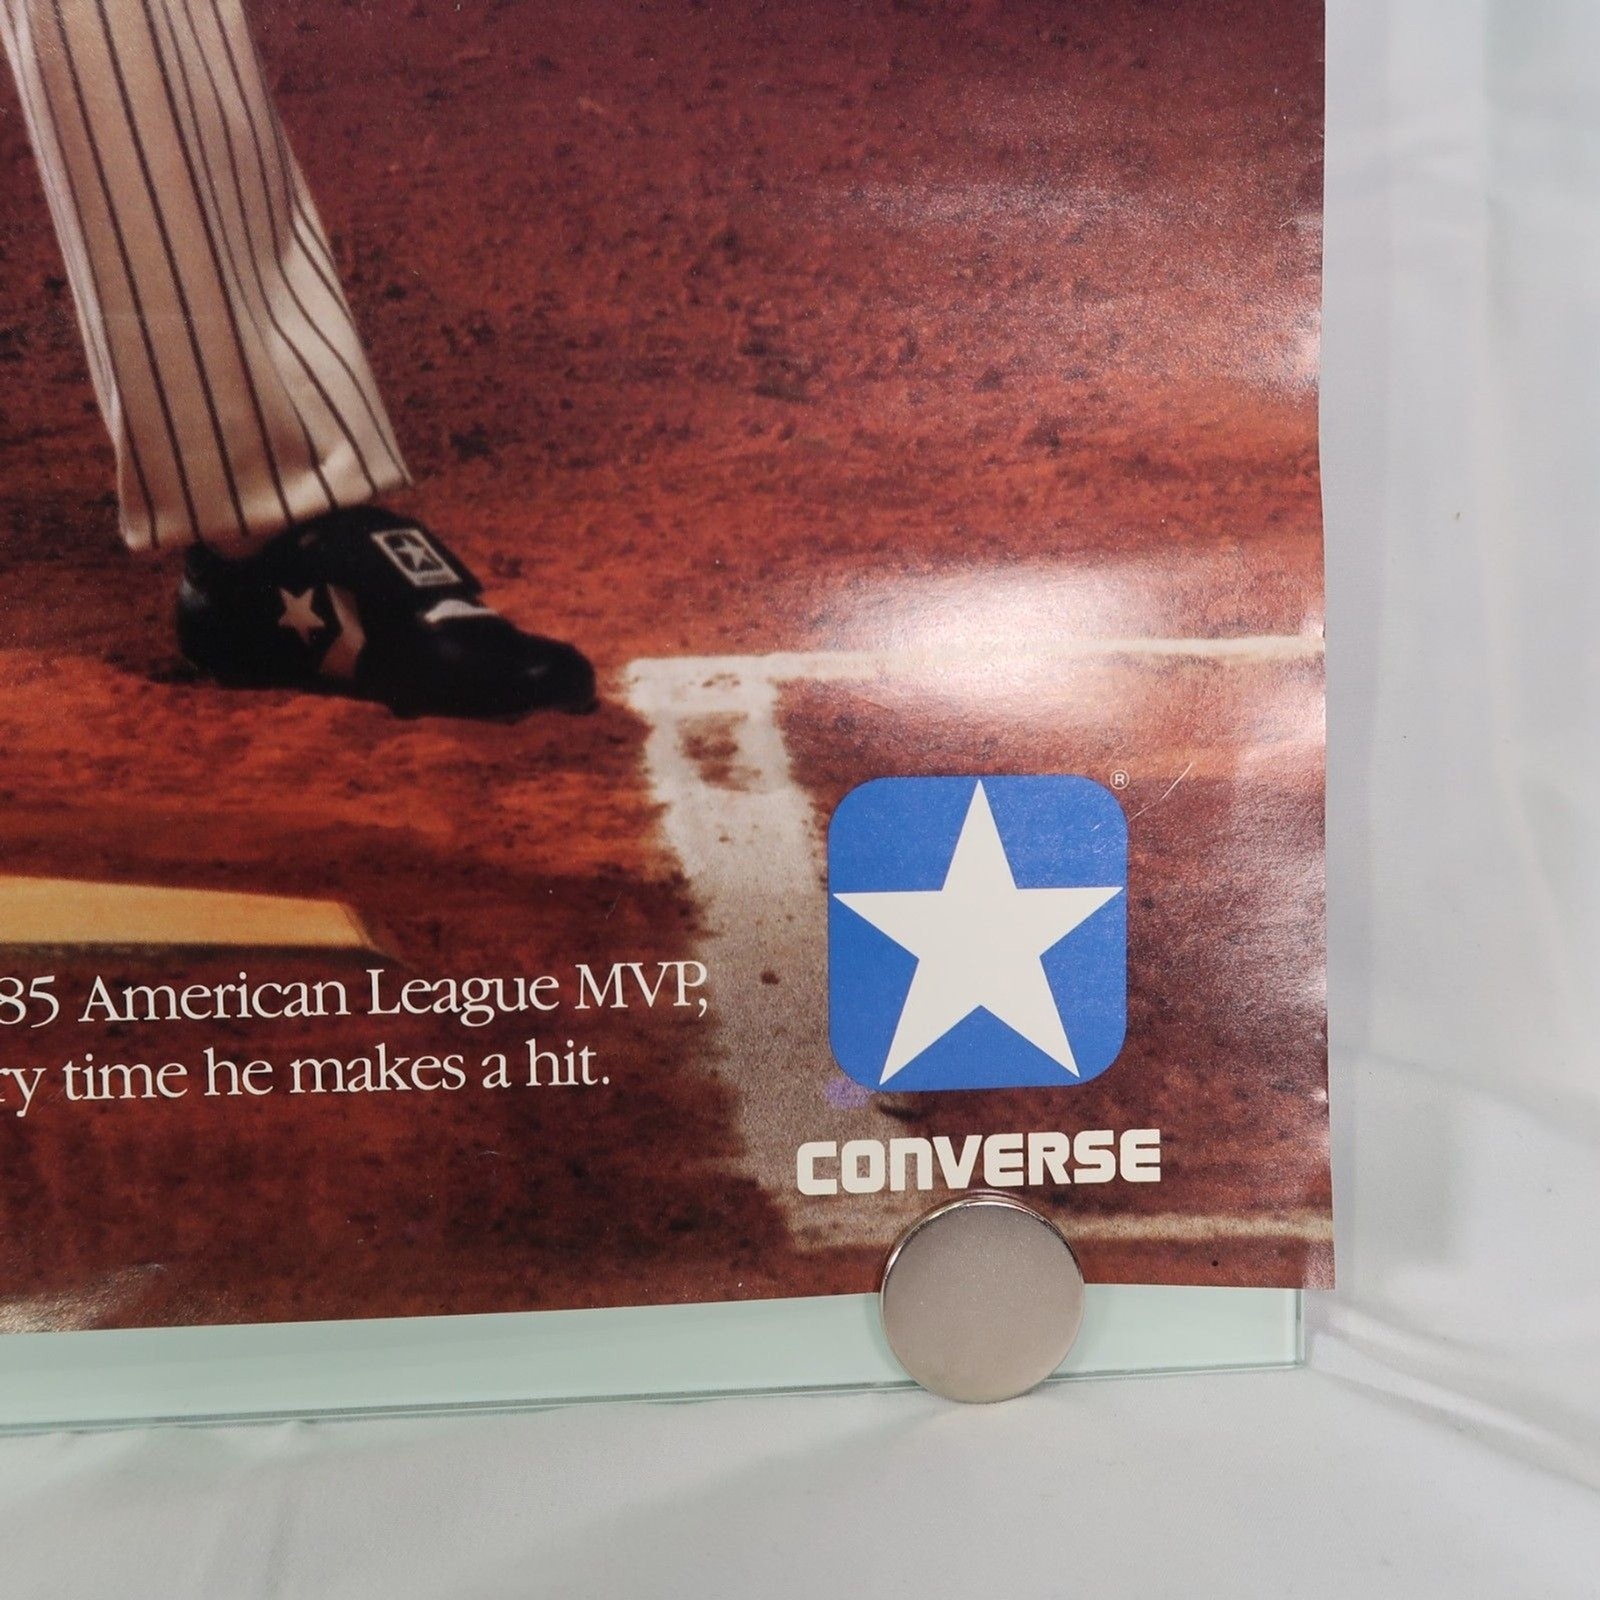 85 American League MVP,
ry time he makes a hit.
®
CONVERSE